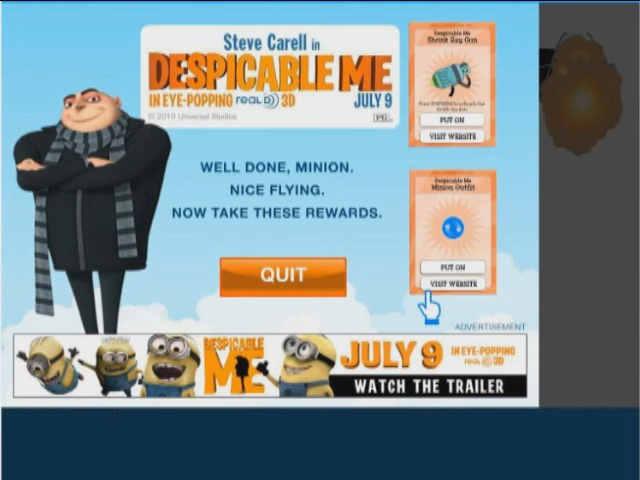 Steve Carell in
DESPICABLE ME
IN EYE-POPPING REAL D 3D
JULY 9
© 2010 Universal Studios
PG
Despicable Me
Shrink Ray Gun
PUT ON
VISIT WEBSITE
WELL DONE, MINION.
NICE FLYING.
NOW TAKE THESE REWARDS.
Despicable Me
Minion Outfit
PUT ON
VISIT WEBSITE
QUIT
ADVERTISEMENT
DESPICABLE
ME
JULY 9
IN EYE-POPPING
REAL D 3D
WATCH THE TRAILER